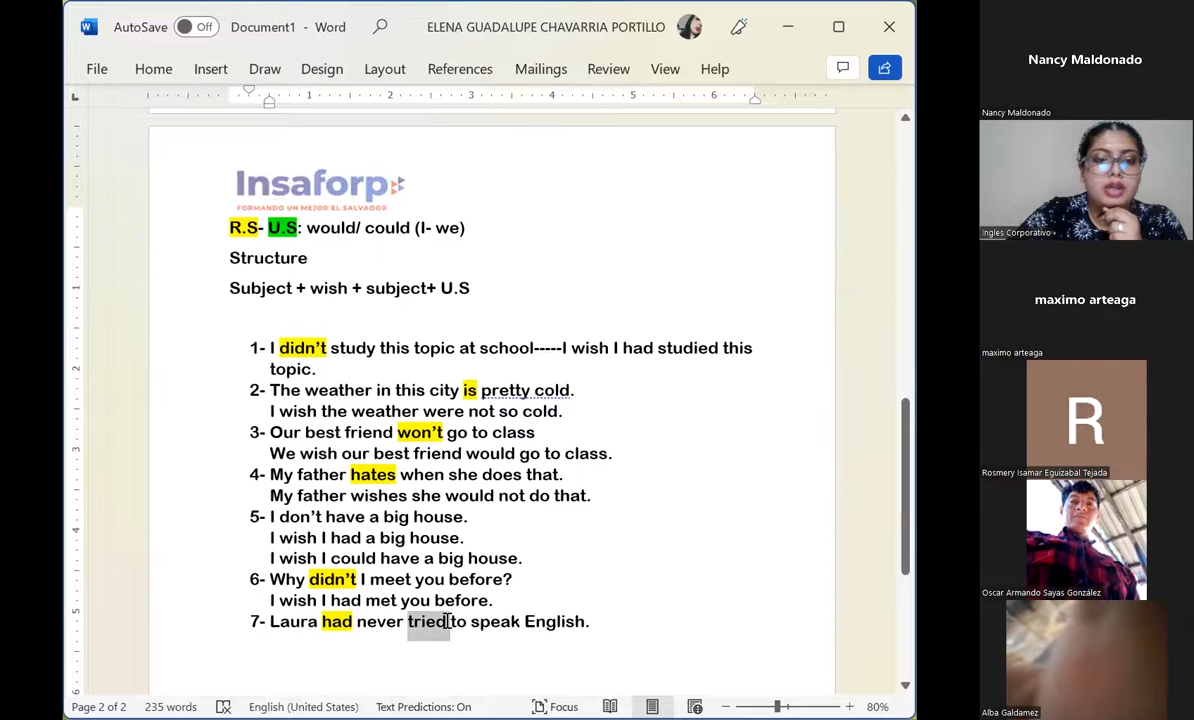 AutoSave Off Document1 - Word ELENA GUADALUPE CHAVARRIA PORTILLO
File Home Insert Draw Design Layout References Mailings Review View Help
1 2 3 4 5 6
Insaforp
FORMANDO UN MEJOR EL SALVADOR
R.S- U.S: would/ could (I- we)
Structure
Subject + wish + subject+ U.S
1- I didn't study this topic at school-----I wish I had studied this
topic.
2- The weather in this city is pretty cold.
I wish the weather were not so cold.
3- Our best friend won't go to class
We wish our best friend would go to class.
4- My father hates when she does that.
My father wishes she would not do that.
5- I don't have a big house.
I wish I had a big house.
I wish I could have a big house.
6- Why didn't I meet you before?
I wish I had met you before.
7- Laura had never tried to speak English.
Page 2 of 2 235 words English (United States) Text Predictions: On Focus 80%
Nancy Maldonado
Nancy Maldonado
Ingles Corporativo
maximo arteaga
maximo arteaga
R
Rosmery Isamar Eguizabal Tejada
Oscar Armando Sayas González
Alba Galdamez